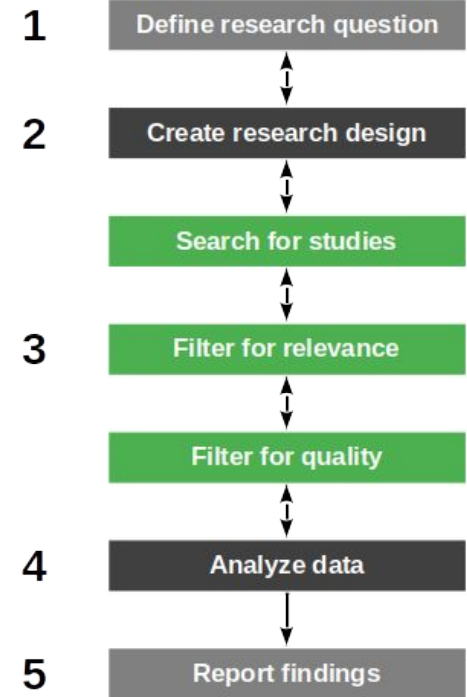 1 Define research question
2 Create research design
Search for studies
3 Filter for relevance
Filter for quality
4 Analyze data
5 Report findings